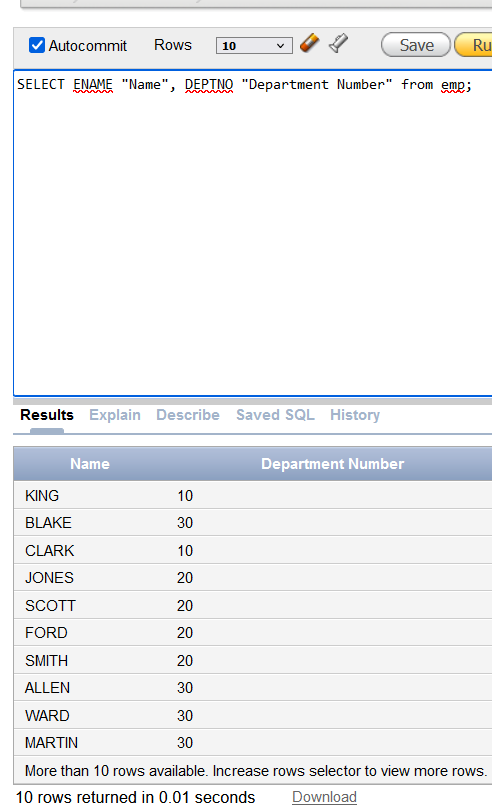 Autocommit Rows 10 Save
SELECT ENAME "Name", DEPTNO "Department Number" from emp;
Results Explain Describe Saved SQL History
Name Department Number
KING 10
BLAKE 30
CLARK 10
JONES 20
SCOTT 20
FORD 20
SMITH 20
ALLEN 30
WARD 30
MARTIN 30
More than 10 rows available. Increase rows selector to view more rows.
10 rows returned in 0.01 seconds Download